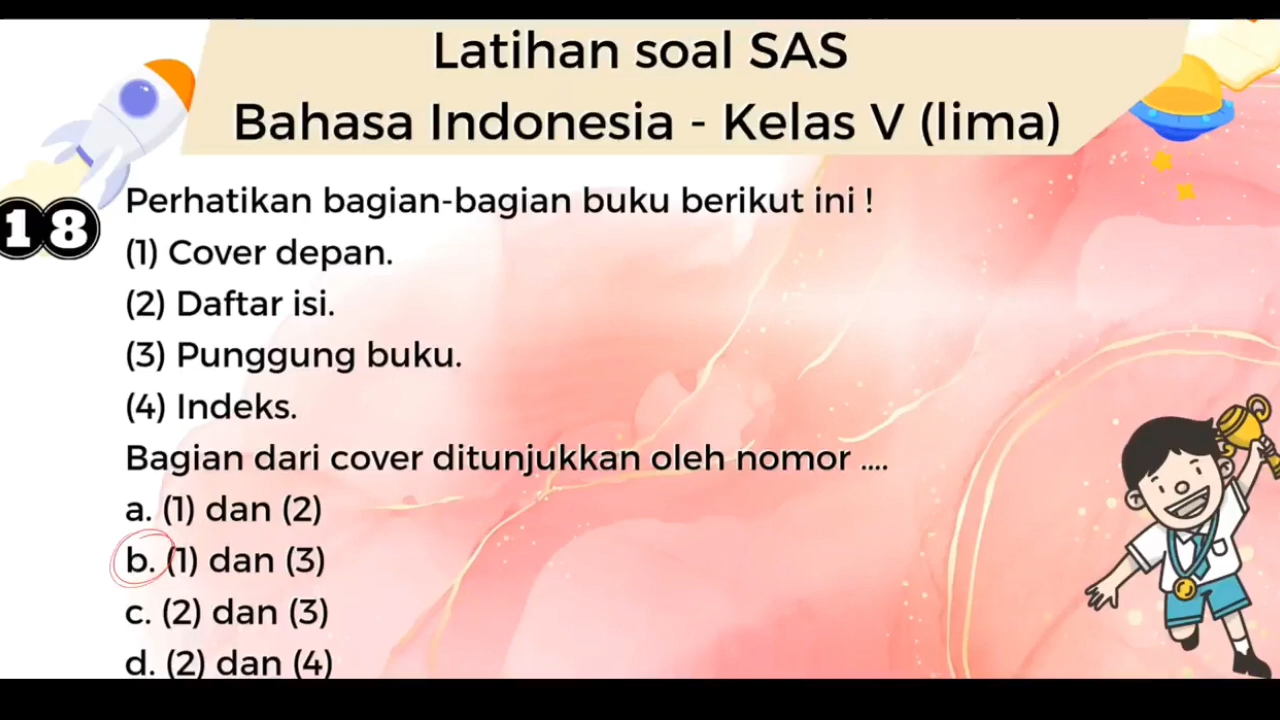 Latihan soal SAS
Bahasa Indonesia - Kelas V (lima)
18
Perhatikan bagian-bagian buku berikut ini !
(1) Cover depan.
(2) Daftar isi.
(3) Punggung buku.
(4) Indeks.
Bagian dari cover ditunjukkan oleh nomor ....
a. (1) dan (2)
b. (1) dan (3)
c. (2) dan (3)
d. (2) dan (4)